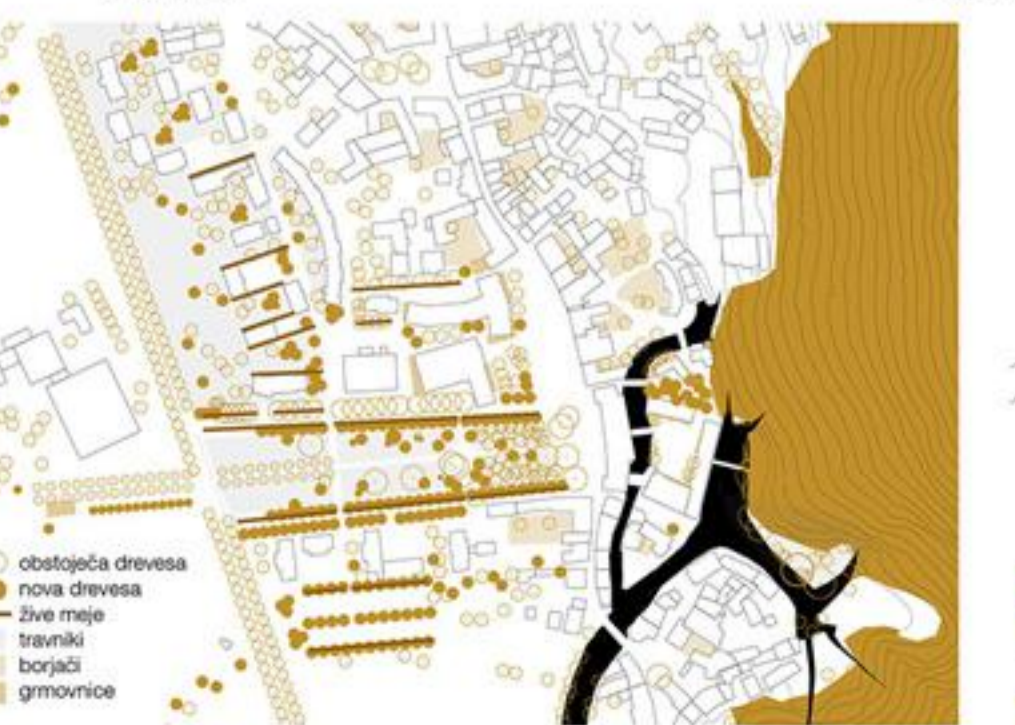 obstoječa drevesa
nova drevesa
žive meje
travniki
borjači
grmovnice